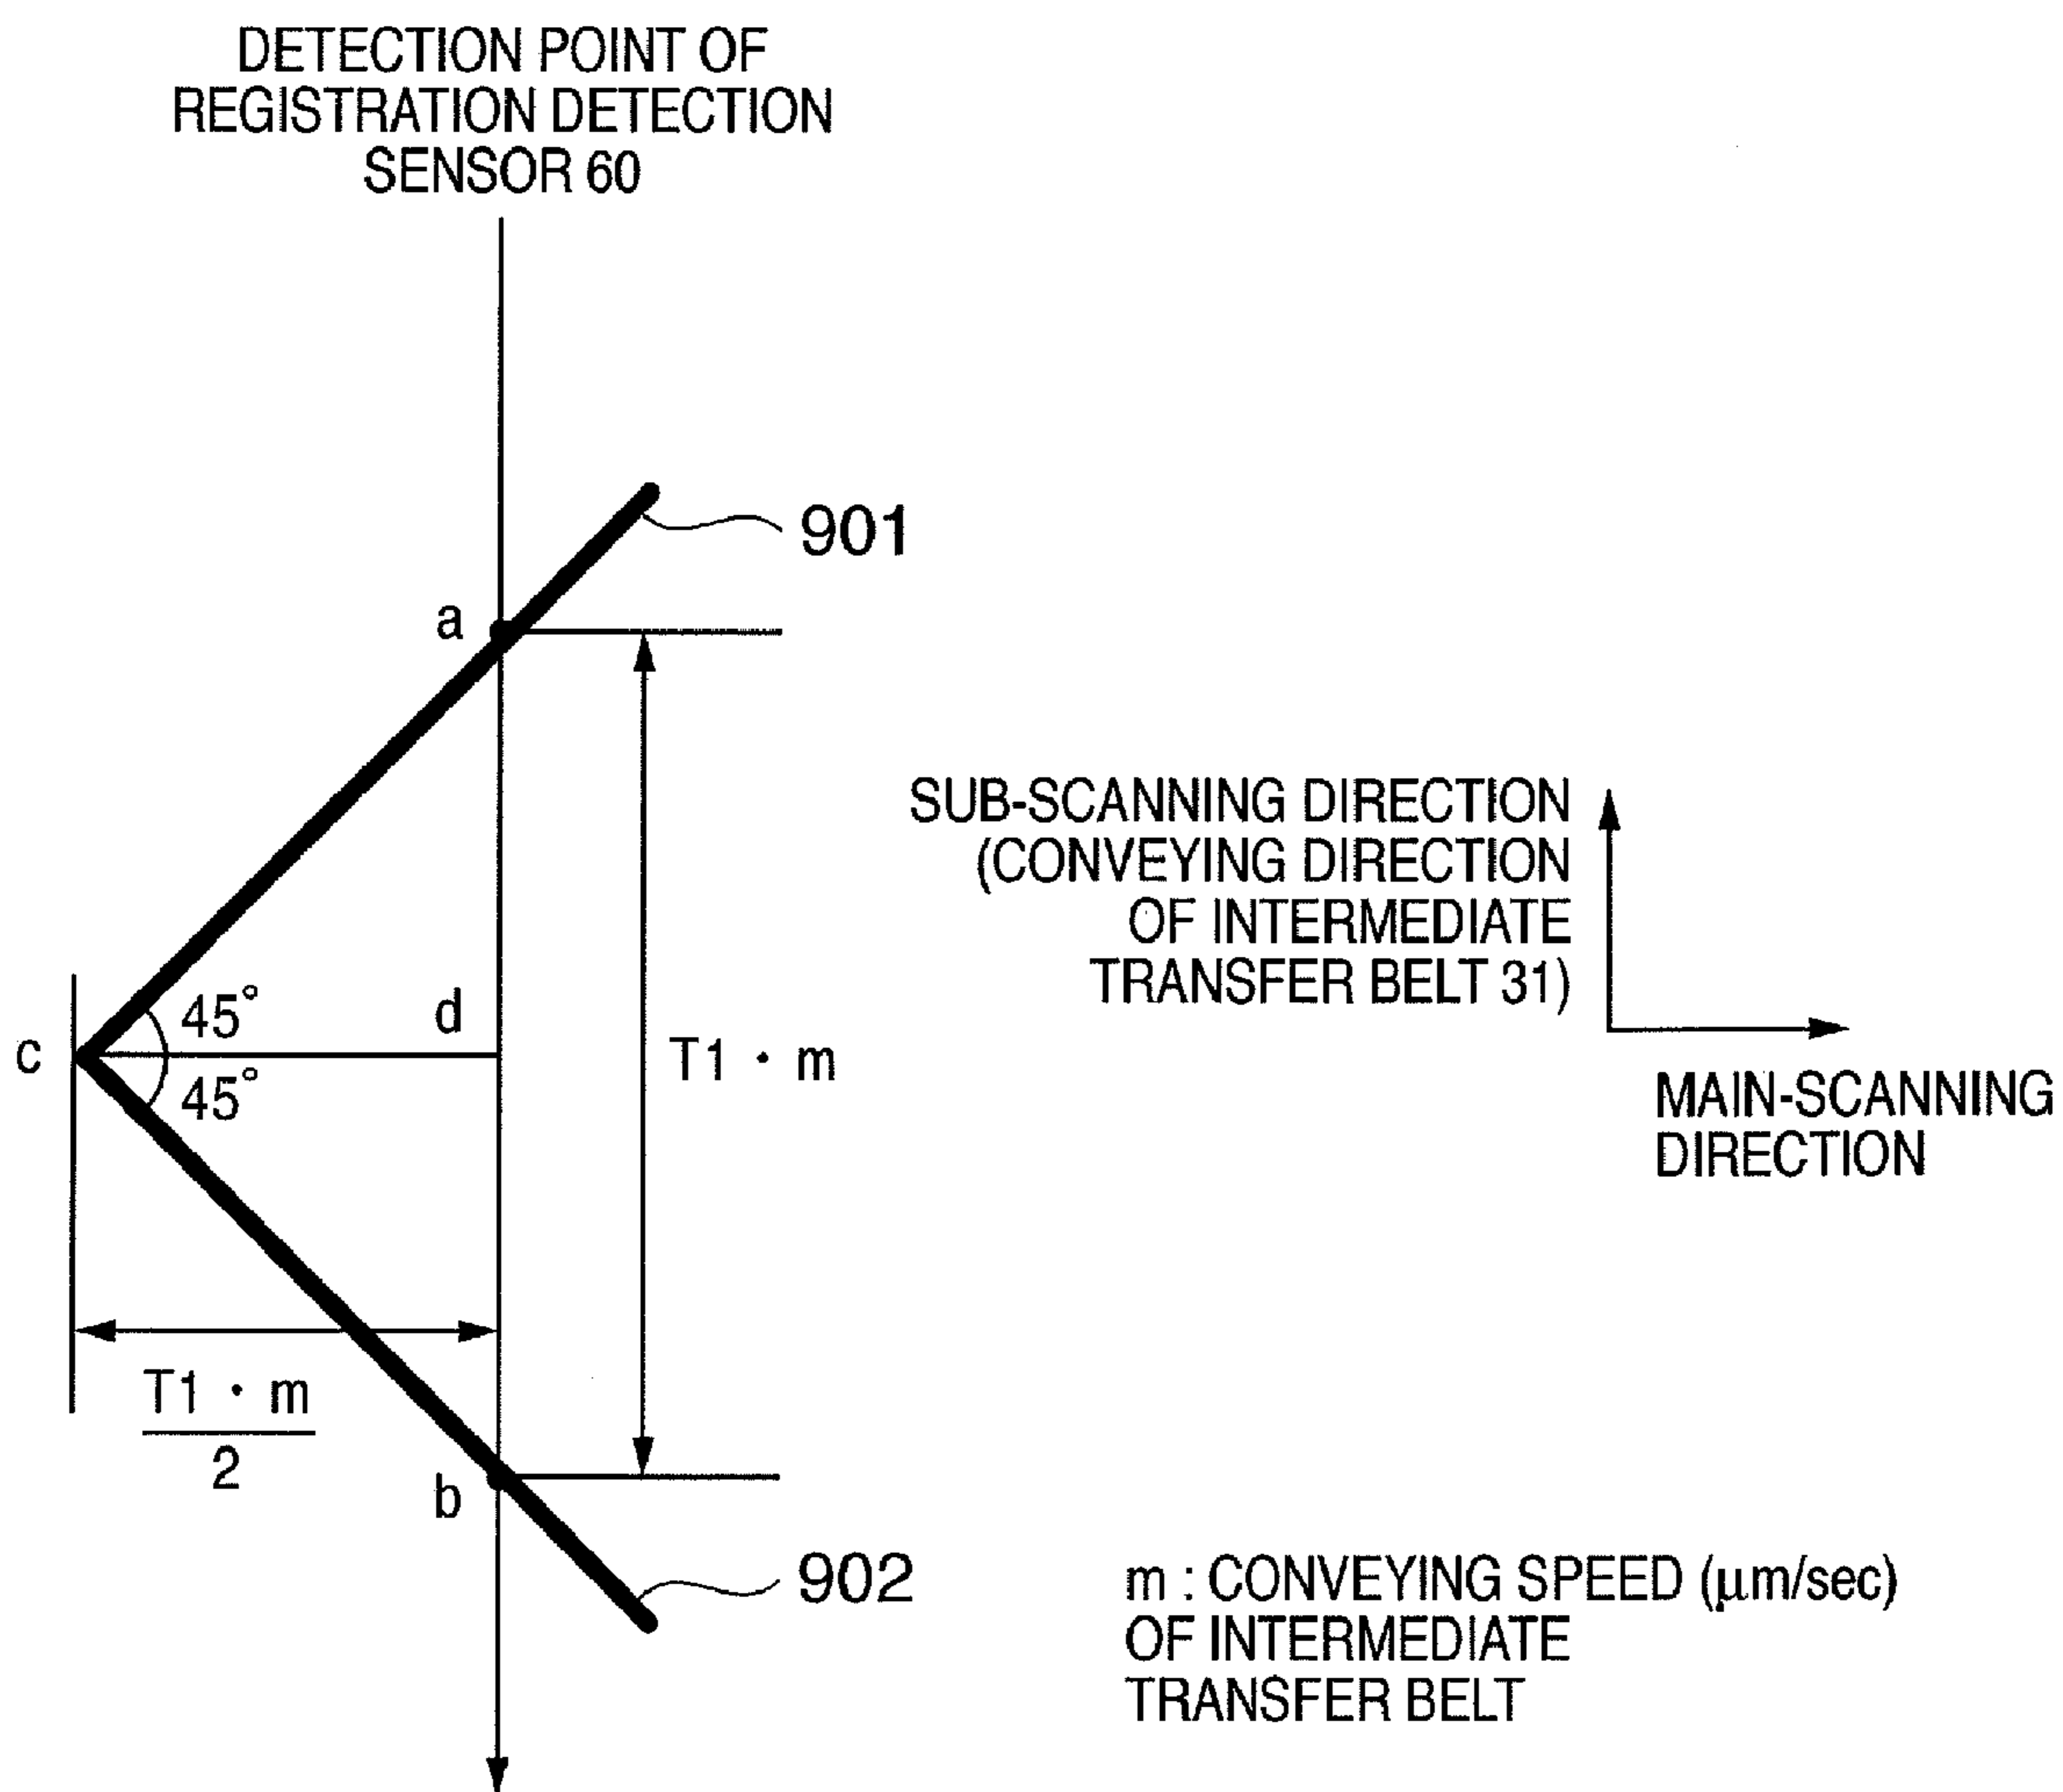 DETECTION POINT OF
REGISTRATION DETECTION
SENSOR 60
901
a
SUB-SCANNING DIRECTION
(CONVEYING DIRECTION
OF INTERMEDIATE
TRANSFER BELT 31)
45°
d
c
T1・m
45°
MAIN-SCANNING
DIRECTION
T1・m
2
b
902
m : CONVEYING SPEED (μm/sec)
OF INTERMEDIATE
TRANSFER BELT